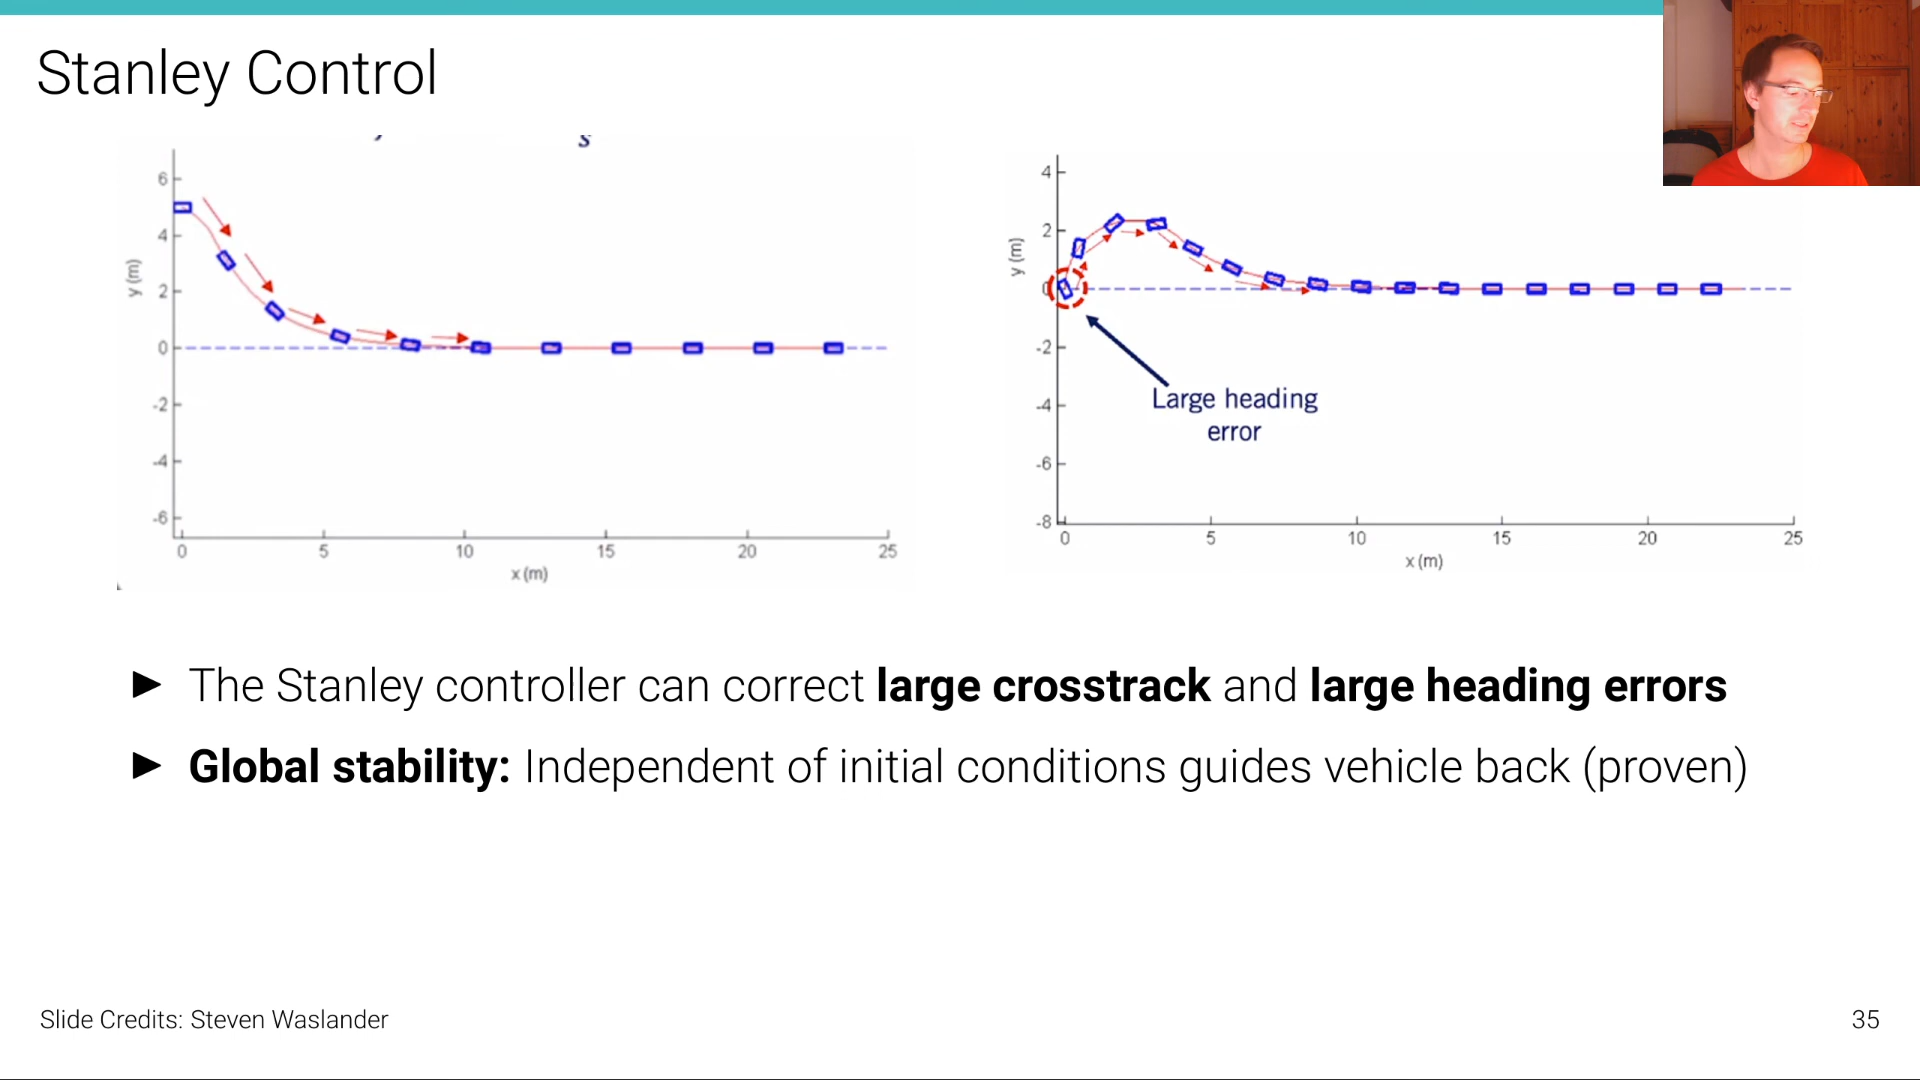 Stanley Control
s
6
4
2
0
-2
-4
-6
y (m)
0 5 10 15 20 25
x (m)
4
2
0
-2
-4
-6
-8
y (m)
Large heading
error
0 5 10 15 20 25
x (m)
► The Stanley controller can correct large crosstrack and large heading errors
► Global stability: Independent of initial conditions guides vehicle back (proven)
Slide Credits: Steven Waslander
35